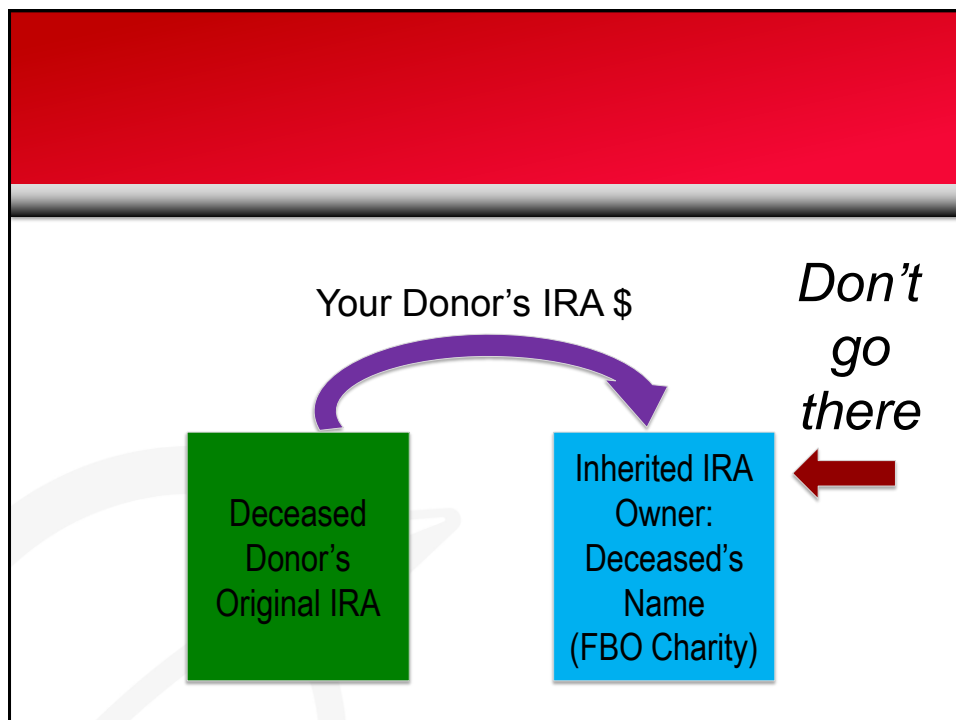 Your Donor’s IRA $
Don’t
go
there
Deceased
Donor’s
Original IRA
Inherited IRA
Owner:
Deceased’s
Name
(FBO Charity)